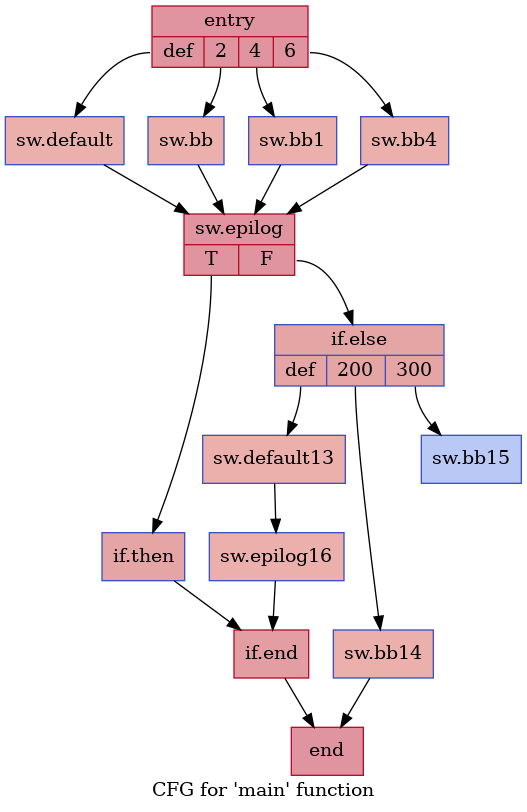 entry
def 2 4 6
sw.default sw.bb sw.bb1 sw.bb4
sw.epilog
T F
if.else
def 200 300
sw.default13 sw.bb15
if.then sw.epilog16
if.end sw.bb14
end
CFG for 'main' function